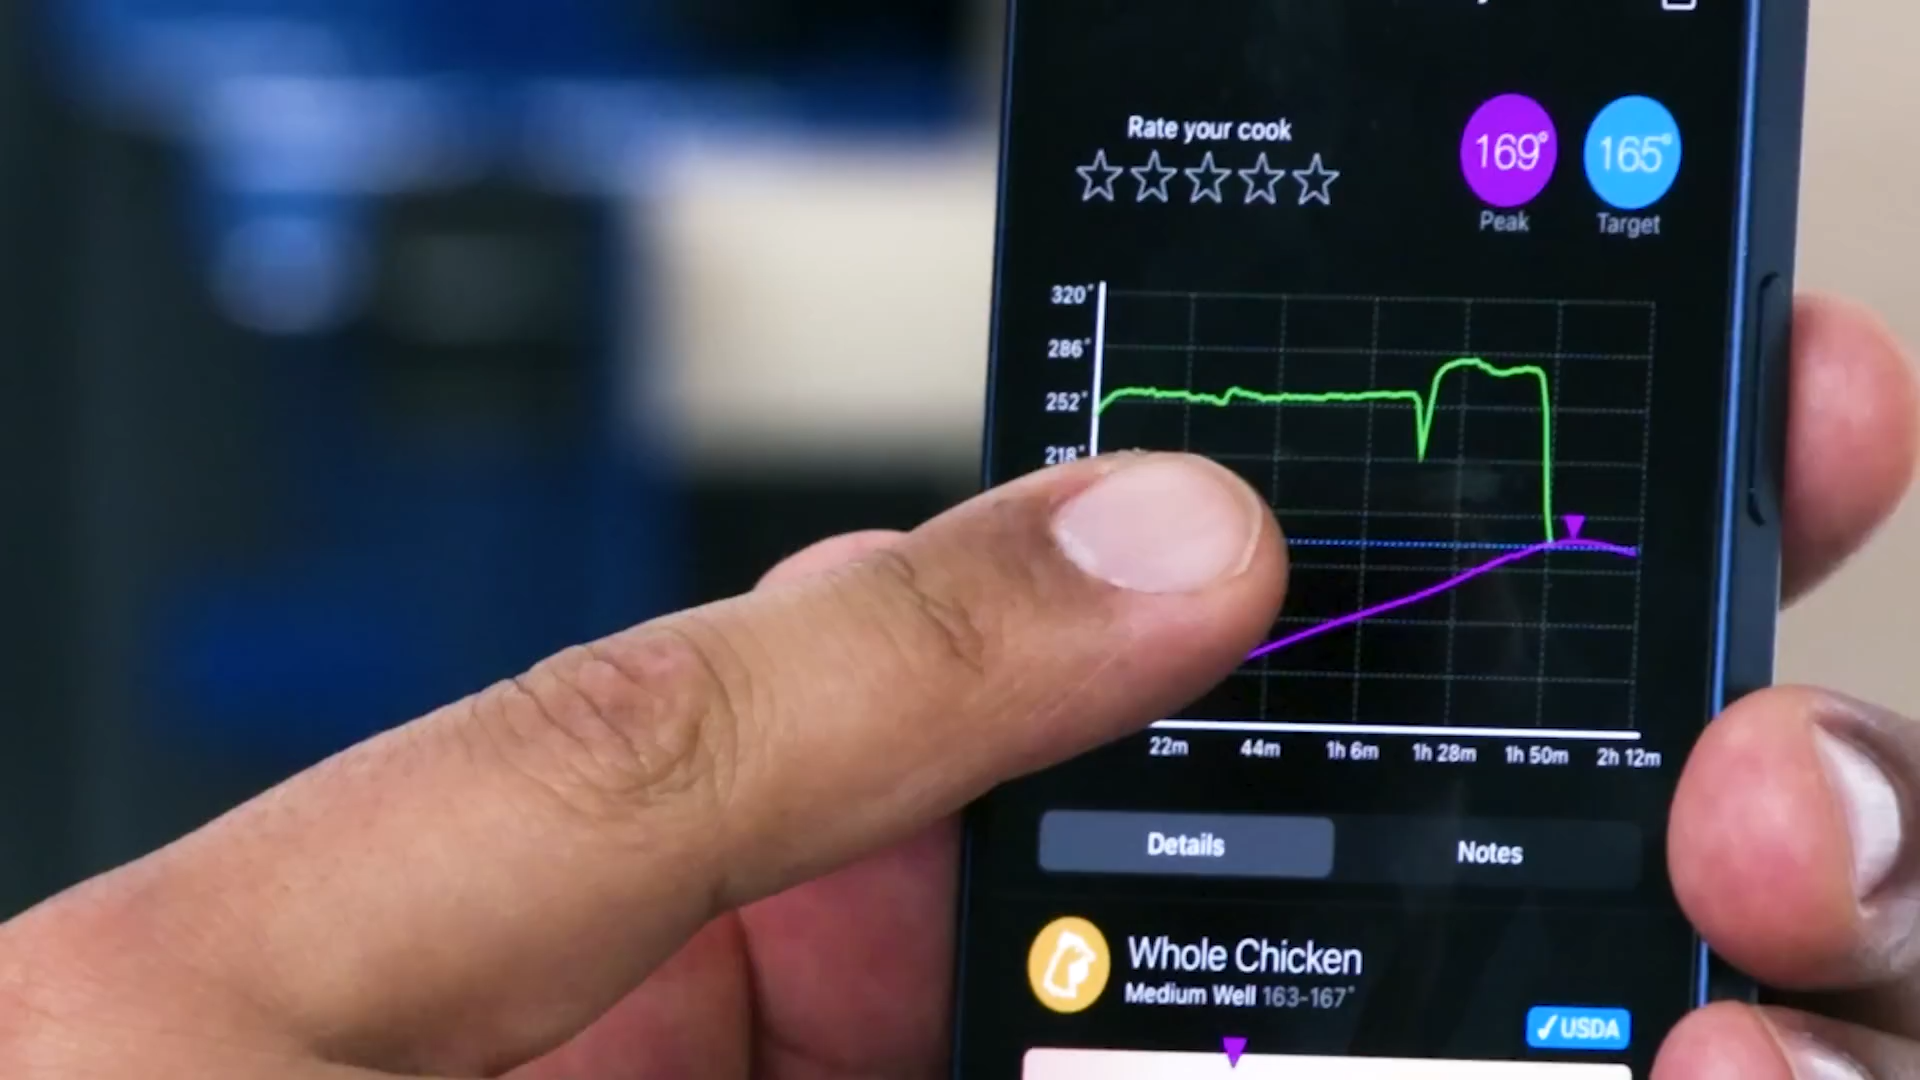 Rate your cook
169°
Peak
165°
Target
320°
286°
252°
218°
22m 44m 1h 6m 1h 28m 1h 50m 2h 12m
Details
Notes
Whole Chicken
Medium Well 163-167°
✓USDA